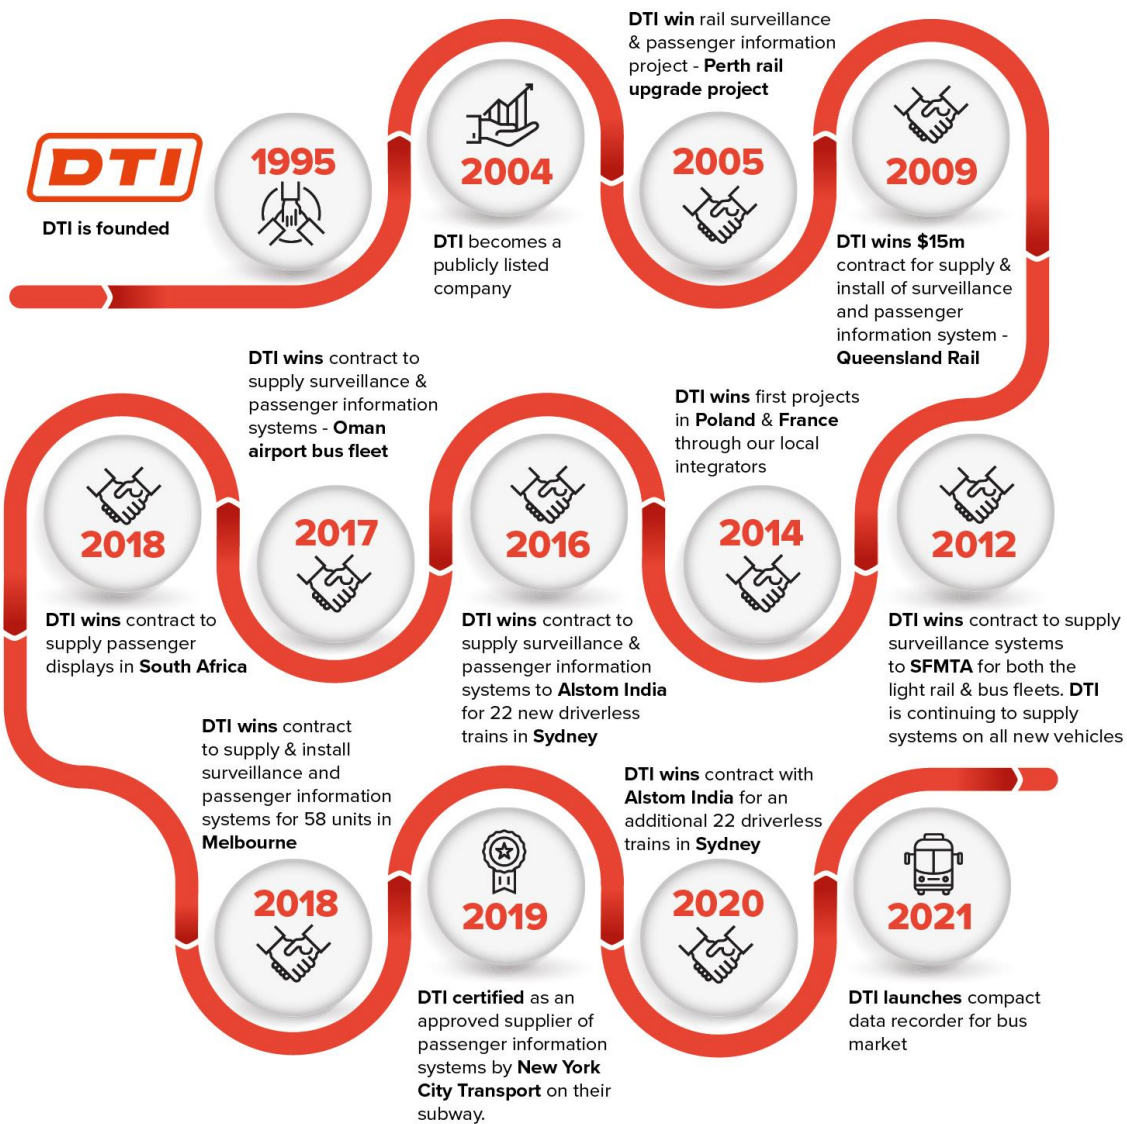 DTI
DTI is founded
1995
2004
DTI becomes a
publicly listed
company
DTI win rail surveillance
& passenger information
project - Perth rail
upgrade project
2005
2009
DTI wins $15m
contract for supply &
install of surveillance
and passenger
information system -
Queensland Rail
2012
DTI wins contract to supply
surveillance systems
to SFMTA for both the
light rail & bus fleets. DTI
is continuing to supply
systems on all new vehicles
DTI wins first projects
in Poland & France
through our local
integrators
2014
2016
DTI wins contract to
supply surveillance &
passenger information
systems to Alstom India
for 22 new driverless
trains in Sydney
DTI wins contract to
supply surveillance &
passenger information
systems - Oman
airport bus fleet
2017
2018
DTI wins contract to
supply passenger
displays in South Africa
DTI wins contract
to supply & install
surveillance and
passenger information
systems for 58 units in
Melbourne
2018
2019
DTI certified as an
approved supplier of
passenger information
systems by New York
City Transport on their
subway.
DTI wins contract with
Alstom India for an
additional 22 driverless
trains in Sydney
2020
2021
DTI launches compact
data recorder for bus
market